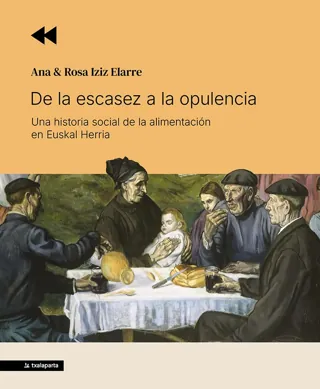 Ana & Rosa Iziz Elarre
De la escasez a la opulencia
Una historia social de la alimentación
en Euskal Herria
txalaparta